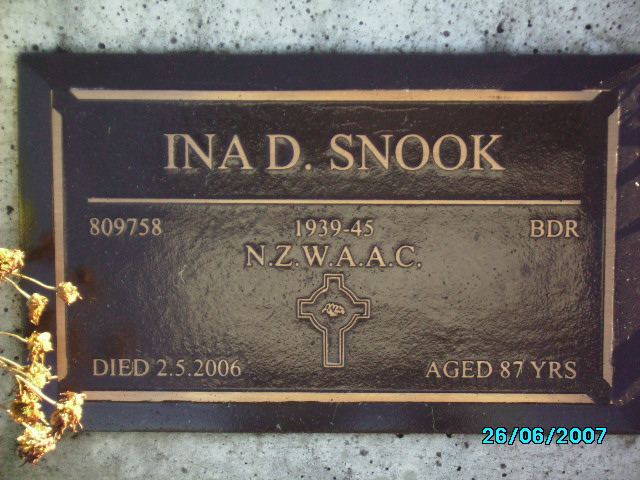 INA D. SNOOK
809758 1939-45 BDR
N.Z.W.A.A.C.
DIED 2.5.2006 AGED 87 YRS
26/06/2007